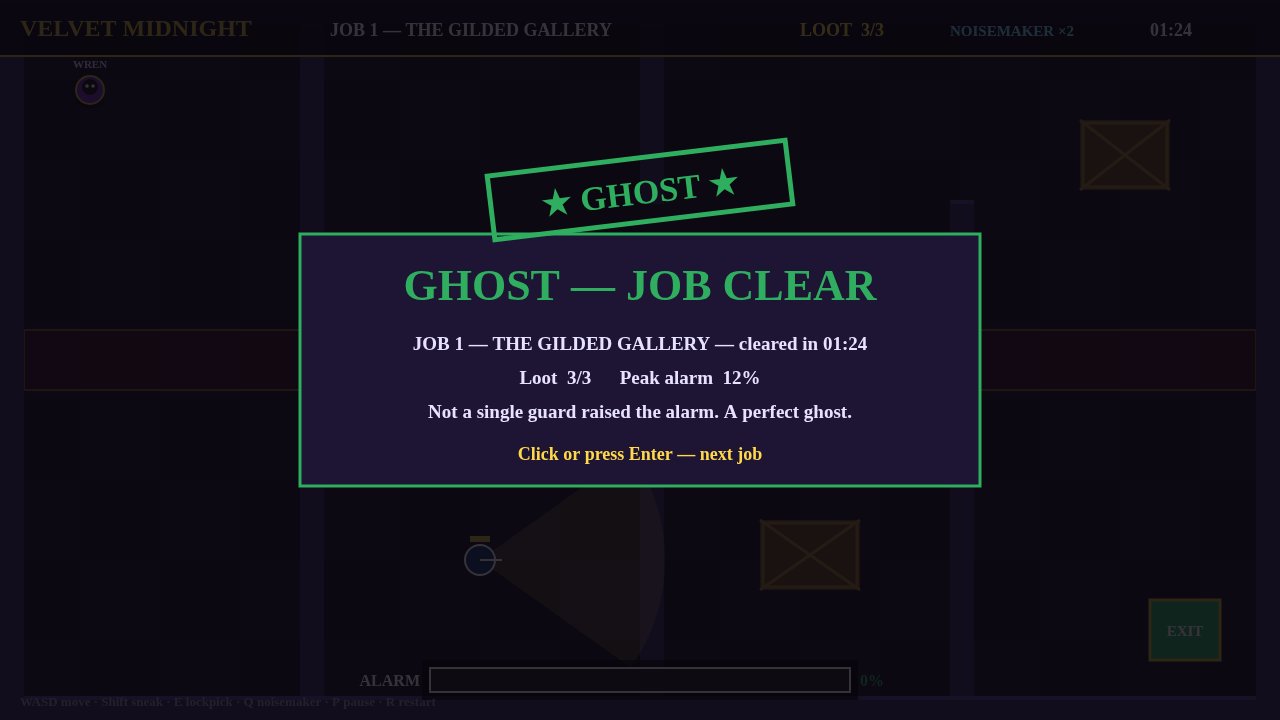 VELVET MIDNIGHT
JOB 1 — THE GILDED GALLERY
LOOT 3/3
NOISEMAKER ×2
01:24
WREN
★ GHOST ★
GHOST — JOB CLEAR
JOB 1 — THE GILDED GALLERY — cleared in 01:24
Loot 3/3 Peak alarm 12%
Not a single guard raised the alarm. A perfect ghost.
Click or press Enter — next job
EXIT
ALARM
0%
WASD move · Shift sneak · E lockpick · Q noisemaker · P pause · R restart